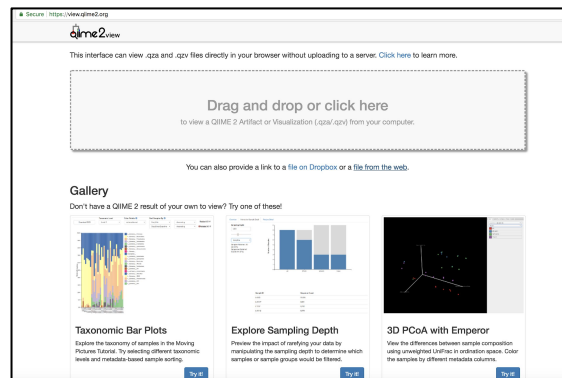 Secure https://view.qiime2.org
qiime2view
This interface can view .qza and .qzv files directly in your browser without uploading to a server. Click here to learn more.
Drag and drop or click here
to view a QIIME 2 Artifact or Visualization (.qza/.qzv) from your computer.
You can also provide a link to a file on Dropbox or a file from the web.
Gallery
Don't have a QIIME 2 result of your own to view? Try one of these!
Taxonomic Bar Plots
Explore the taxonomy of samples in the Moving
Pictures Tutorial. Try selecting different taxonomic
levels and metadata-based sample sorting.
Try it!
Explore Sampling Depth
Preview the impact of rarefying your data by
manipulating the sampling depth to determine which
samples or sample groups would be filtered.
Try it!
3D PCoA with Emperor
View the differences between sample composition
using unweighted UniFrac in ordination space. Color
the samples by different metadata columns.
Try it!